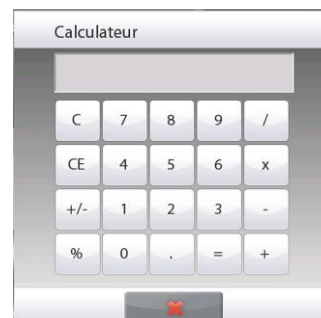 Calculateur
C 7 8 9 /
CE 4 5 6 x
+/- 1 2 3 -
% 0 . = +